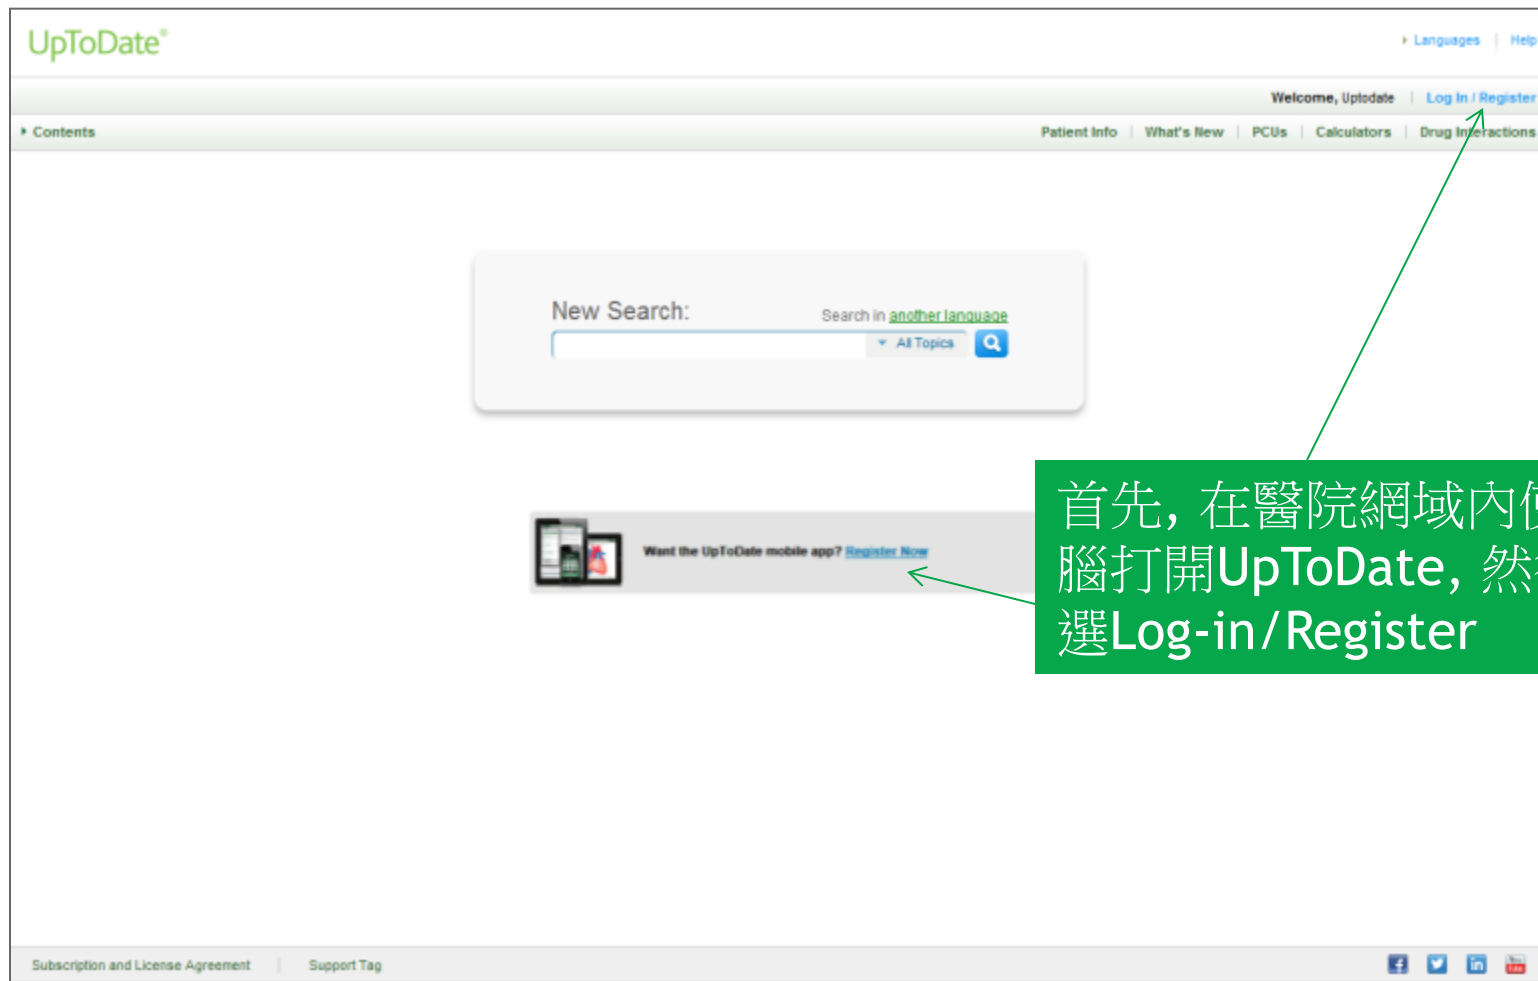 UpToDate®
Languages | Help
Welcome, Uptodate | Log In / Register
Contents
Patient Info | What's New | PCUs | Calculators | Drug Interactions
New Search:
Search in another language
All Topics
Want the UpToDate mobile app? Register Now
首先, 在醫院網域內使
腦打開UpToDate, 然
選Log-in/Register
Subscription and License Agreement | Support Tag